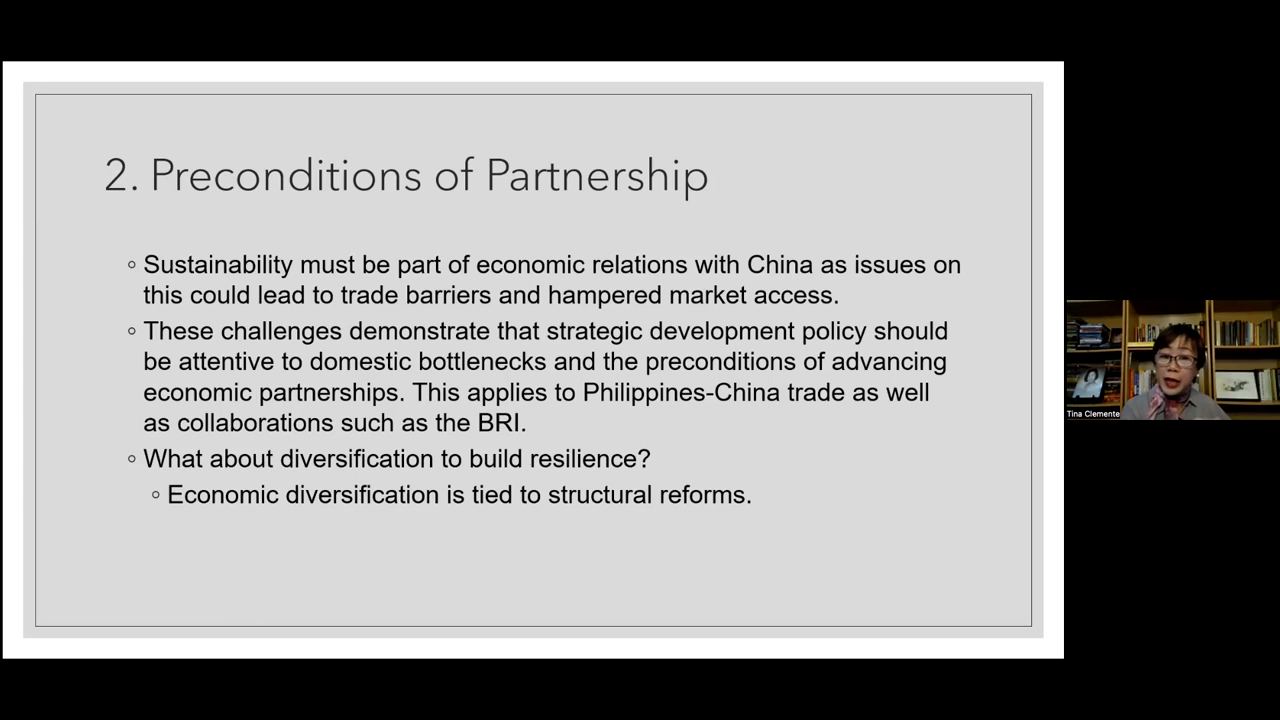 2. Preconditions of Partnership
◦ Sustainability must be part of economic relations with China as issues on
this could lead to trade barriers and hampered market access.
◦ These challenges demonstrate that strategic development policy should
be attentive to domestic bottlenecks and the preconditions of advancing
economic partnerships. This applies to Philippines-China trade as well
as collaborations such as the BRI.
◦ What about diversification to build resilience?
◦ Economic diversification is tied to structural reforms.
Tina Clemente